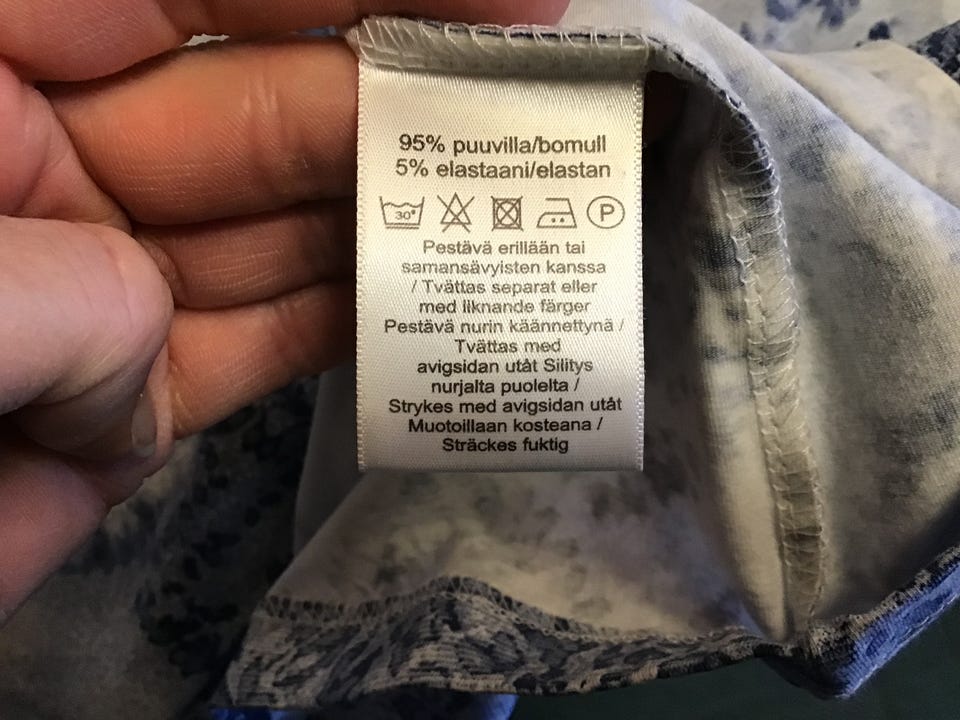 95% puuvilla/bomull
5% elastaani/elastan
30° P
Pestävä erillään tai
samansävyisten kanssa
/ Tvättas separat eller
med liknande färger
Pestävä nurin käännettynä /
Tvättas med
avigsidan utåt Silitys
nurjalta puolelta /
Strykes med avigsidan utåt
Muotoillaan kosteana /
Sträckes fuktig